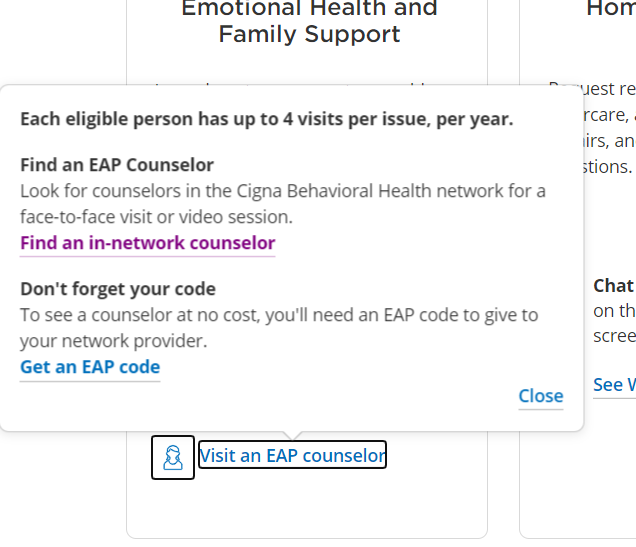 Emotional Health and
Family Support
Hom
Each eligible person has up to 4 visits per issue, per year.
Find an EAP Counselor
Look for counselors in the Cigna Behavioral Health network for a
face-to-face visit or video session.
Find an in-network counselor
Don't forget your code
To see a counselor at no cost, you'll need an EAP code to give to
your network provider.
Get an EAP code
Close
Visit an EAP counselor
uest re
rcare,
irs, an
stions.
Chat
on th
scree
See W